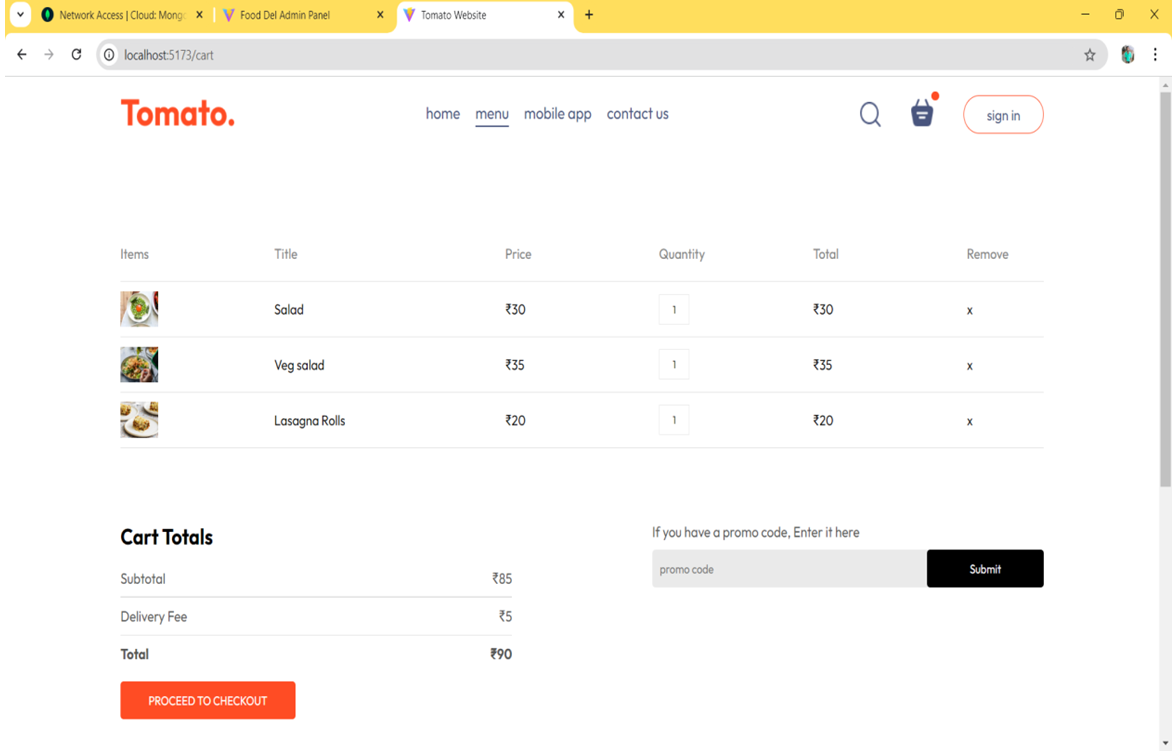 Network Access | Cloud: Mong
Food Del Admin Panel
Tomato Website
localhost:5173/cart
Tomato.
home menu mobile app contact us
sign in
Items Title Price Quantity Total Remove
Salad ₹30 1 ₹30 x
Veg salad ₹35 1 ₹35 x
Lasagna Rolls ₹20 1 ₹20 x
Cart Totals
Subtotal ₹85
Delivery Fee ₹5
Total ₹90
PROCEED TO CHECKOUT
If you have a promo code, Enter it here
promo code
Submit